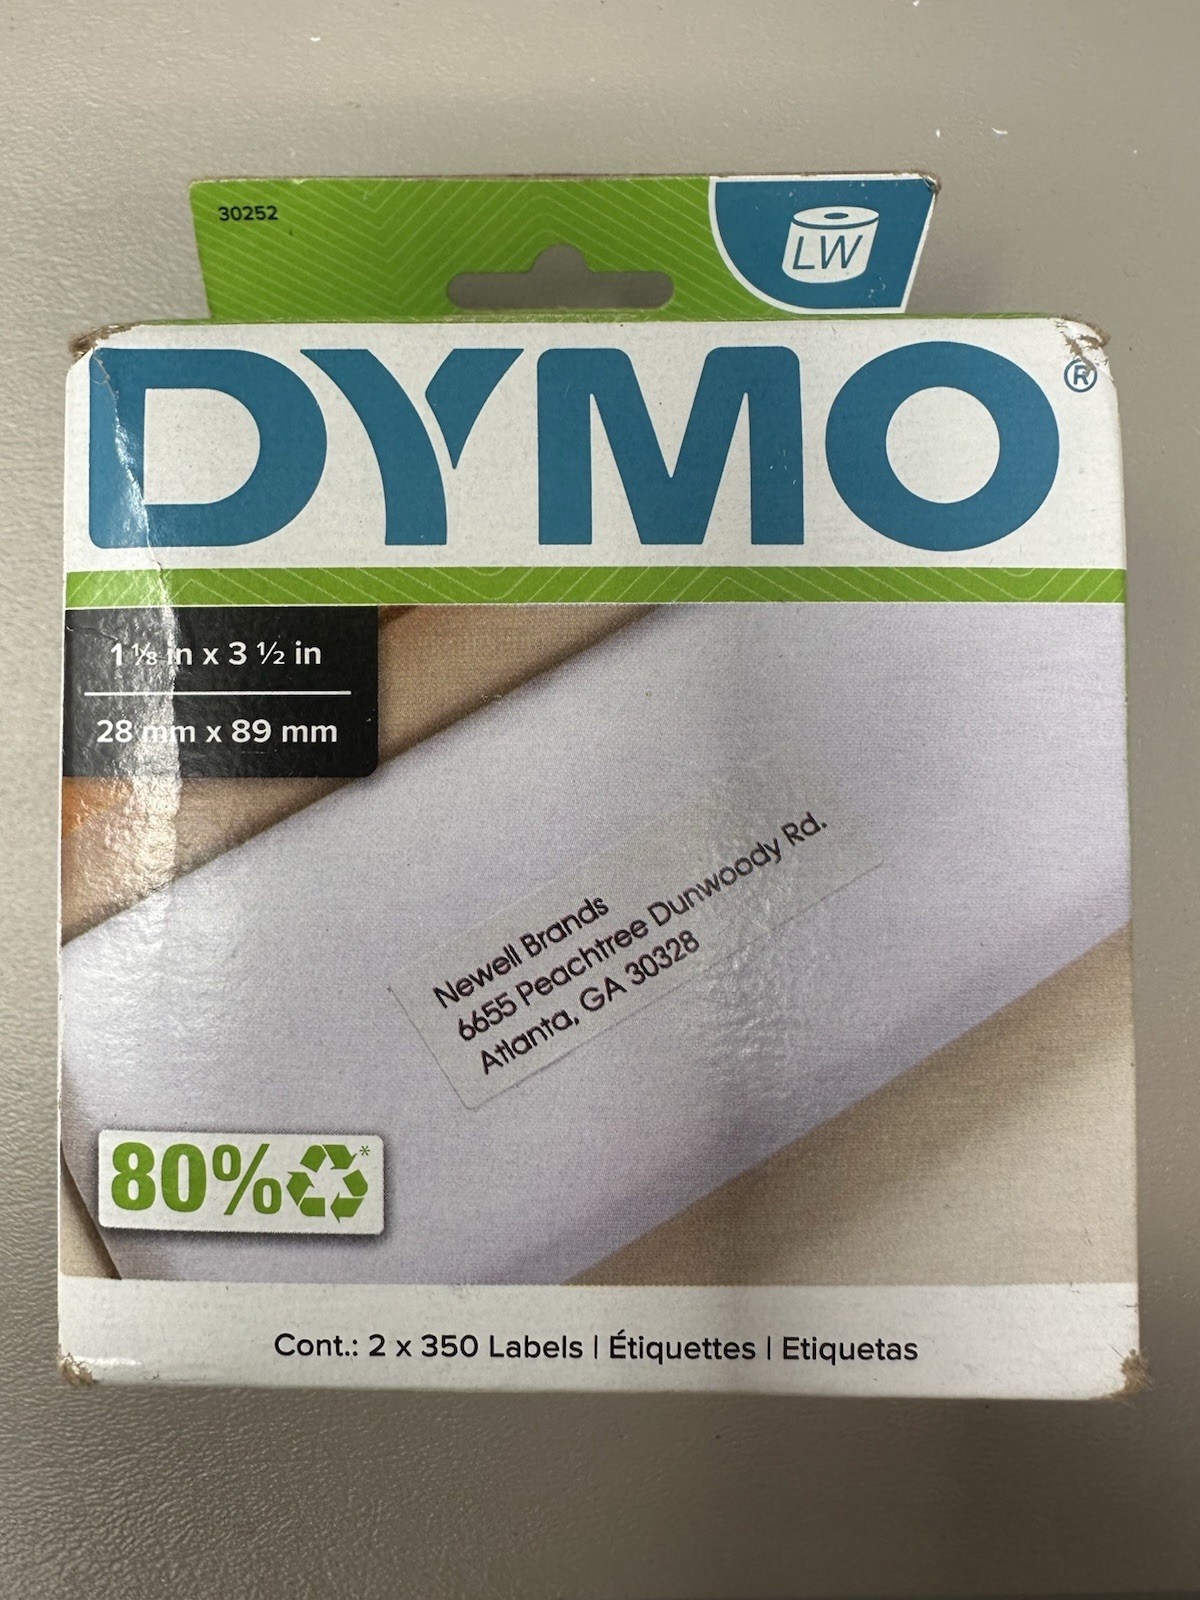 30252
LW
DYMO®
1 ⅛ in x 3 ½ in
28 mm x 89 mm
Newell Brands
6655 Peachtree Dunwoody Rd.
Atlanta, GA 30328
80%*
Cont.: 2 x 350 Labels | Étiquettes | Etiquetas